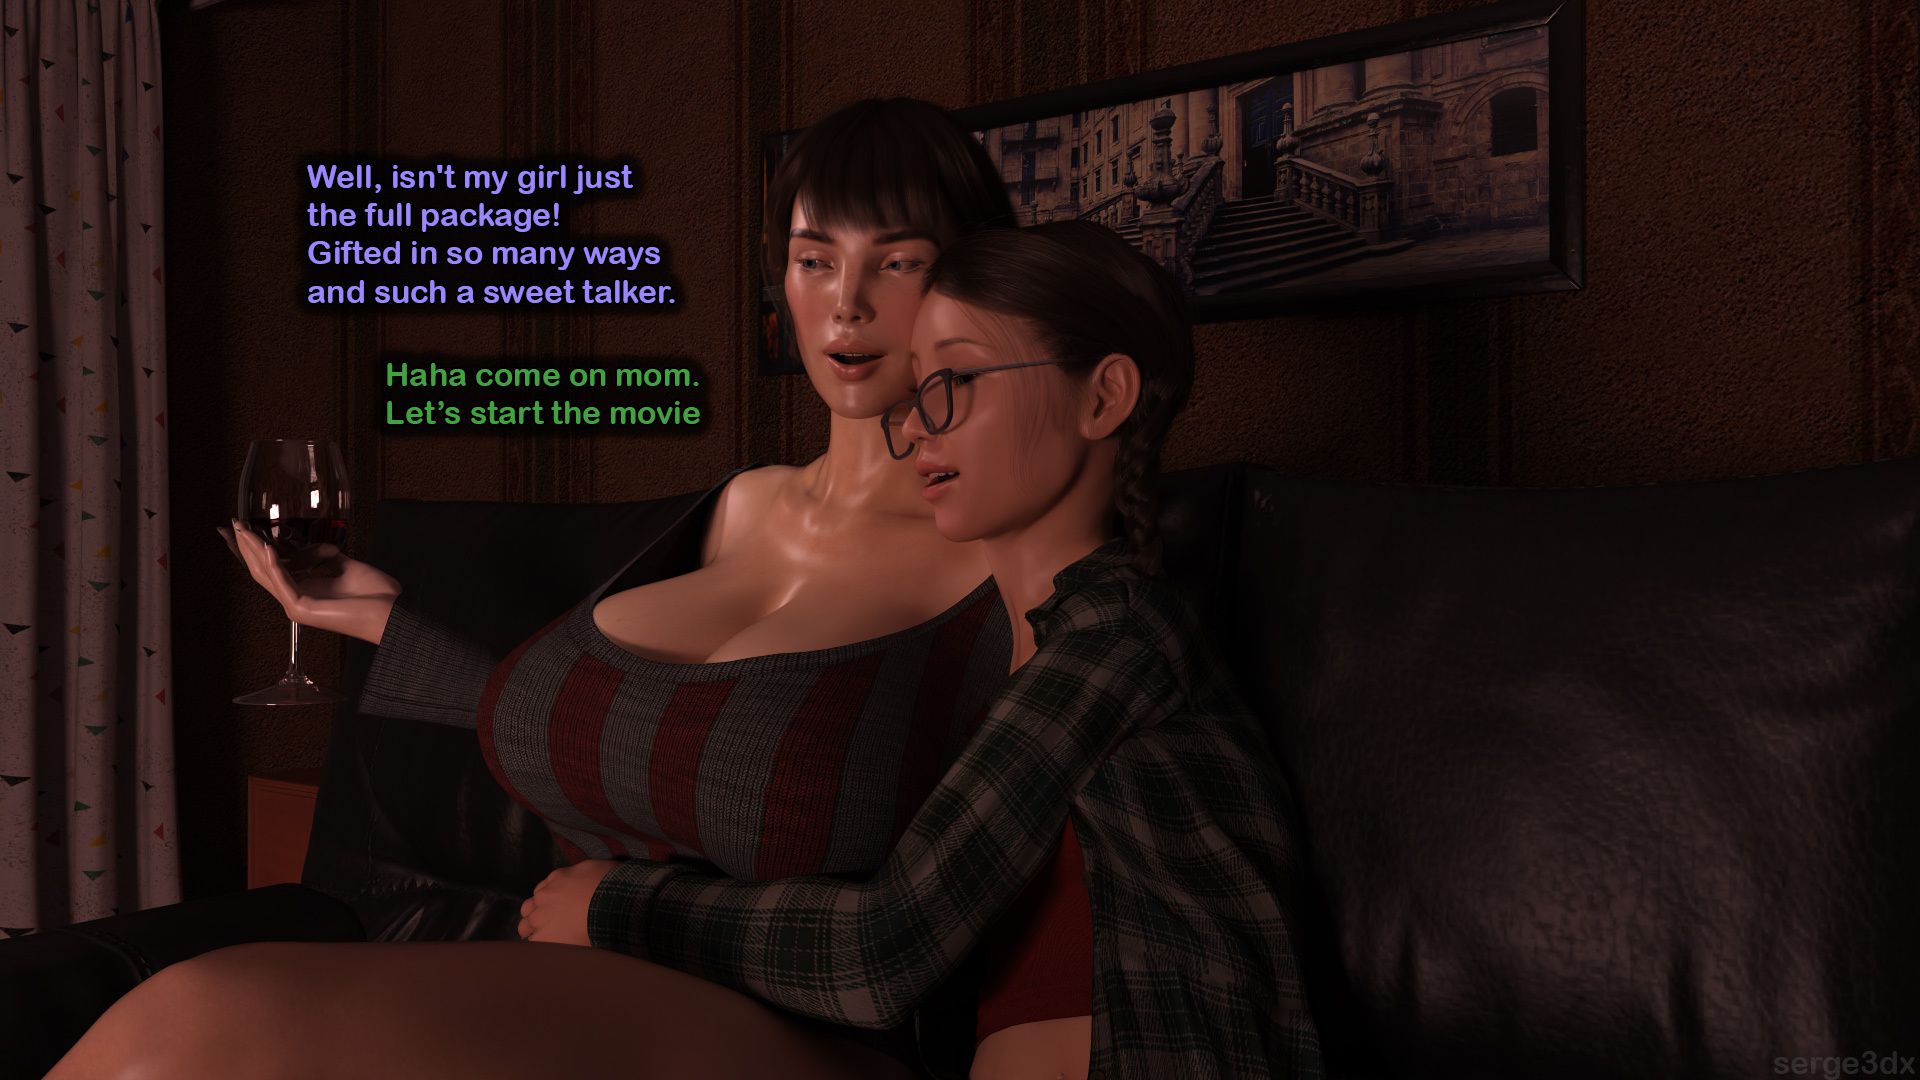 Well, isn't my girl just
the full package!
Gifted in so many ways
and such a sweet talker.
Haha come on mom.
Let’s start the movie
serge3dx